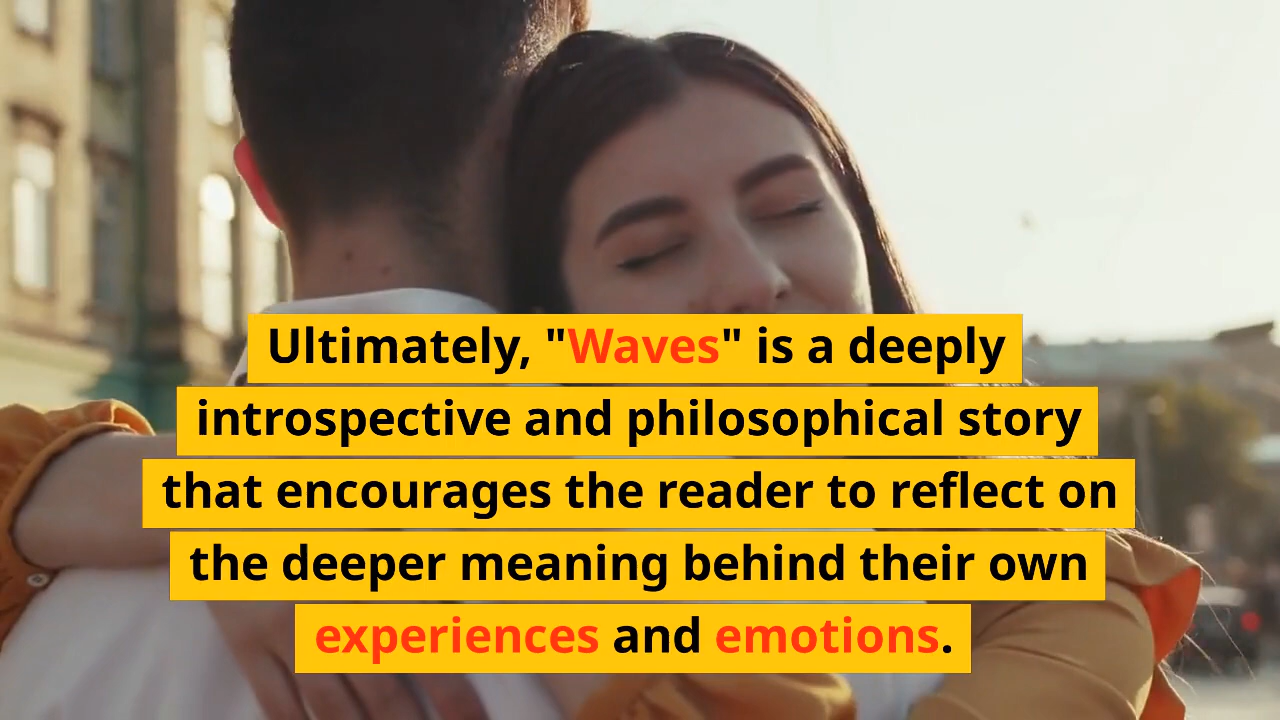 Ultimately, "Waves" is a deeply
introspective and philosophical story
that encourages the reader to reflect on
the deeper meaning behind their own
experiences and emotions.